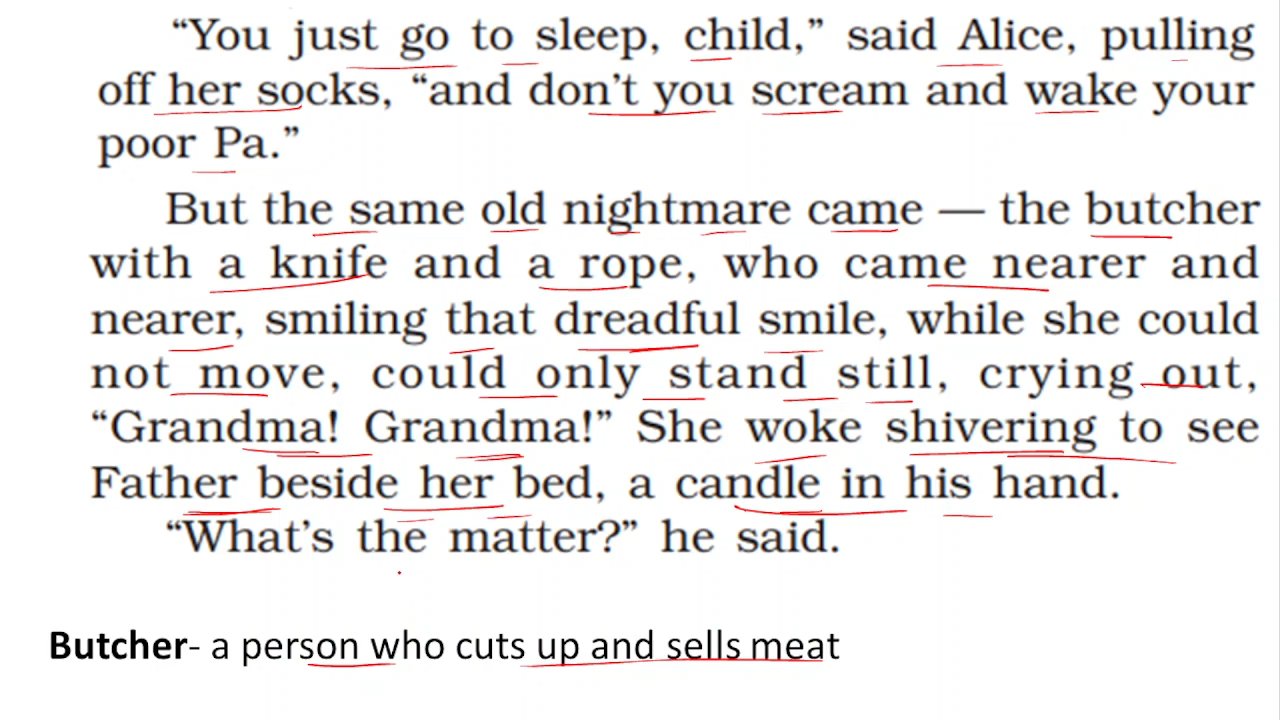 “You just go to sleep, child,” said Alice, pulling
off her socks, “and don’t you scream and wake your
poor Pa.”
But the same old nightmare came — the butcher
with a knife and a rope, who came nearer and
nearer, smiling that dreadful smile, while she could
not move, could only stand still, crying out,
“Grandma! Grandma!” She woke shivering to see
Father beside her bed, a candle in his hand.
“What’s the matter?” he said.
Butcher- a person who cuts up and sells meat